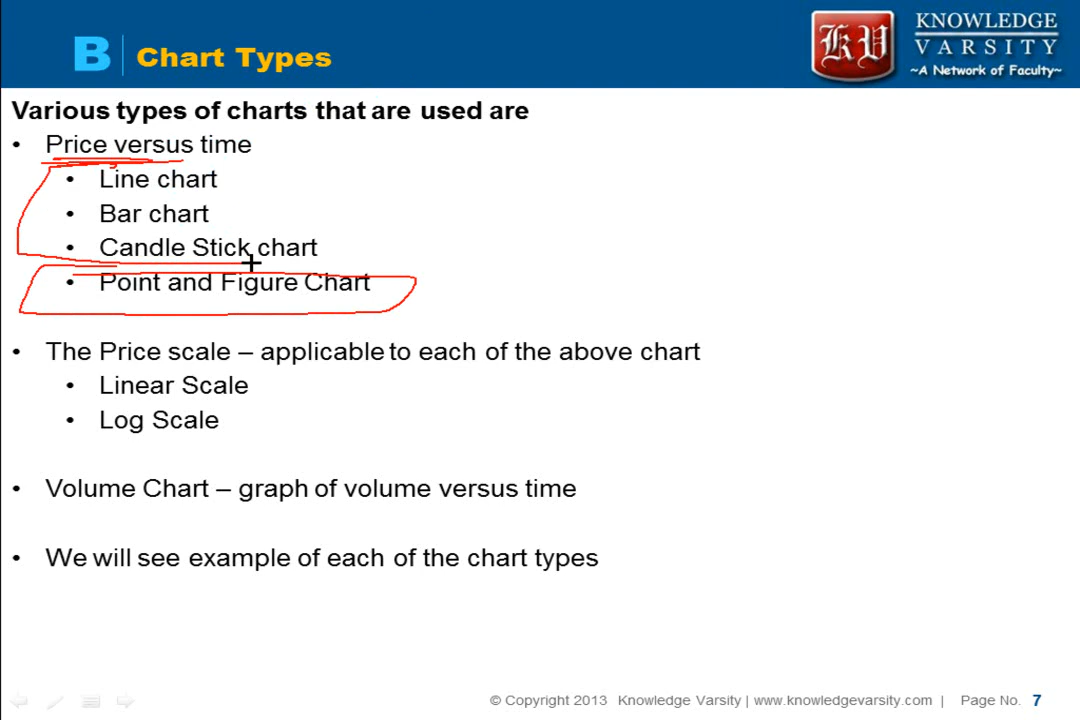 B Chart Types
KV KNOWLEDGE
VARSITY
~A Network of Faculty~
Various types of charts that are used are
• Price versus time
• Line chart
• Bar chart
• Candle Stick chart
• Point and Figure Chart
• The Price scale – applicable to each of the above chart
• Linear Scale
• Log Scale
• Volume Chart – graph of volume versus time
• We will see example of each of the chart types
© Copyright 2013 Knowledge Varsity | www.knowledgevarsity.com | Page No. 7